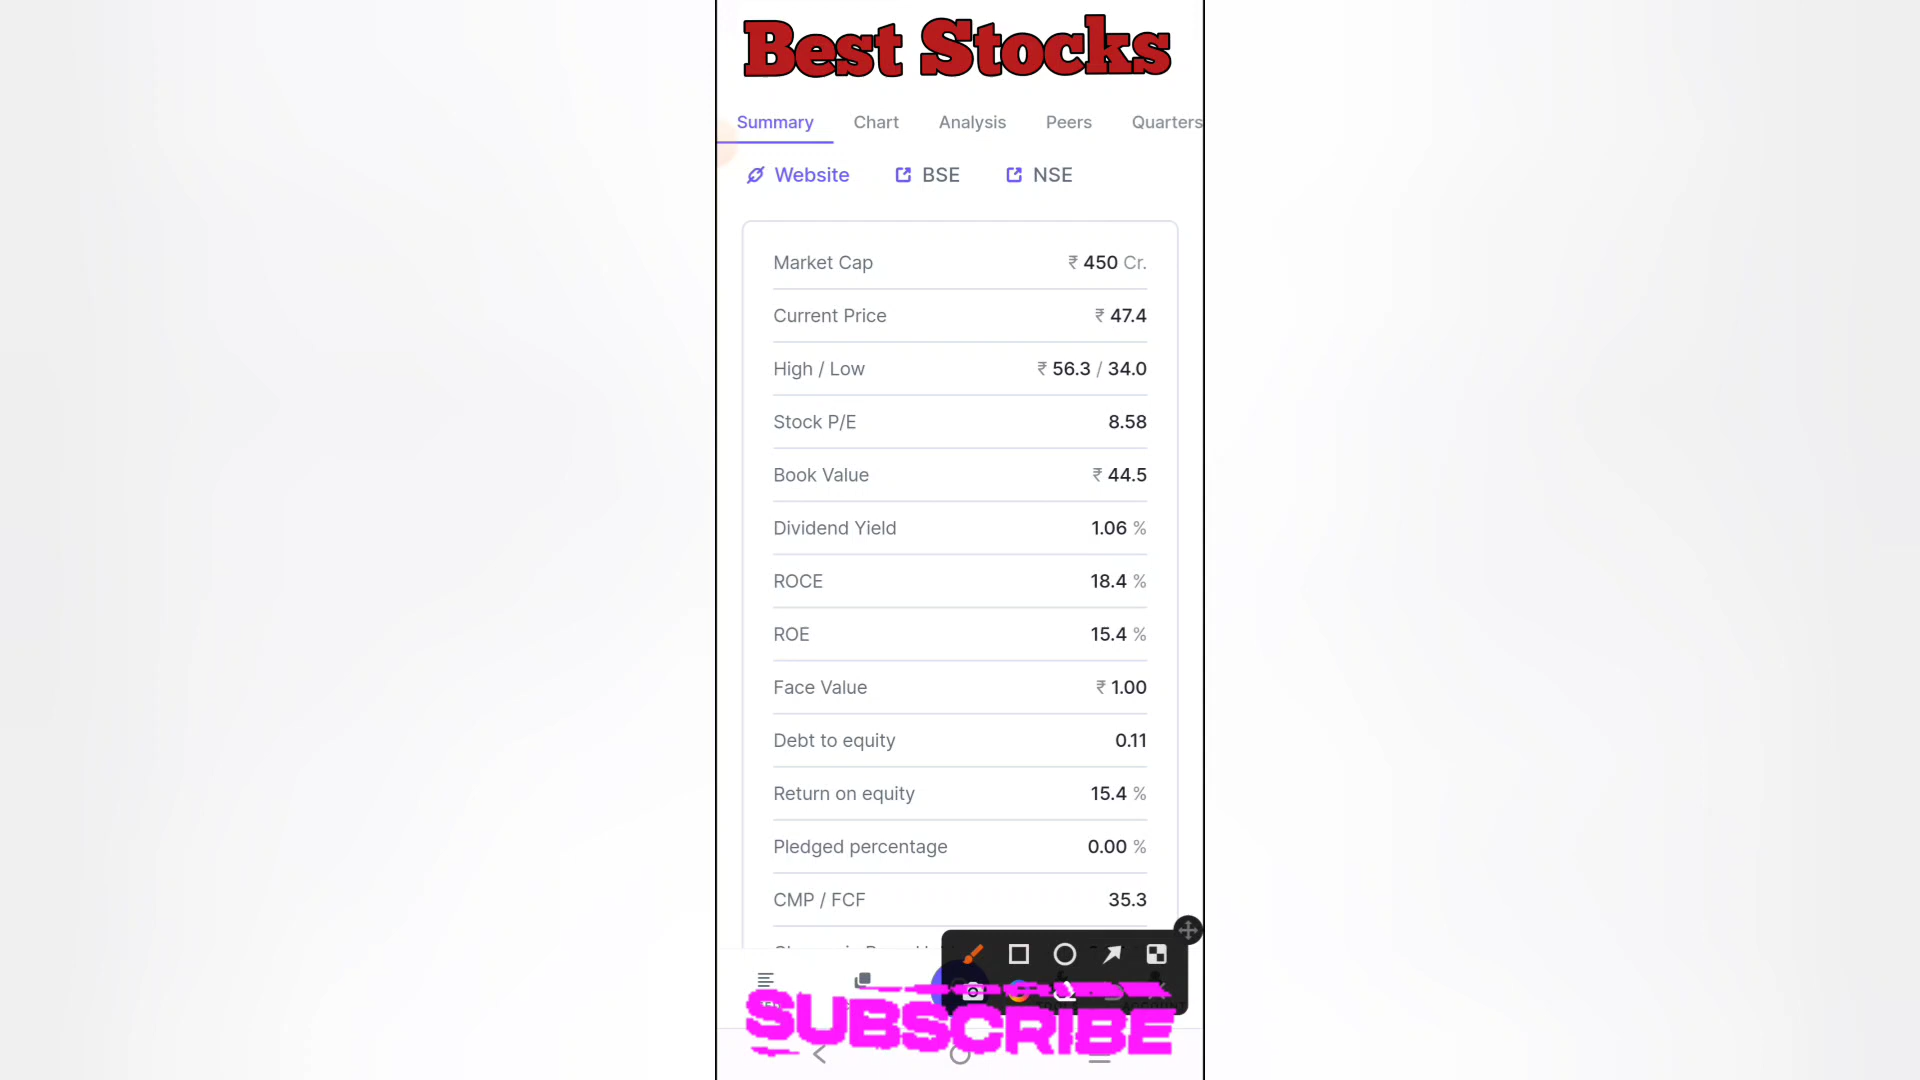 Best Stocks
Summary Chart Analysis Peers Quarters
Website BSE NSE
Market Cap ₹ 450 Cr.
Current Price ₹ 47.4
High / Low ₹ 56.3 / 34.0
Stock P/E 8.58
Book Value ₹ 44.5
Dividend Yield 1.06 %
ROCE 18.4 %
ROE 15.4 %
Face Value ₹ 1.00
Debt to equity 0.11
Return on equity 15.4 %
Pledged percentage 0.00 %
CMP / FCF 35.3
SUBSCRIBE